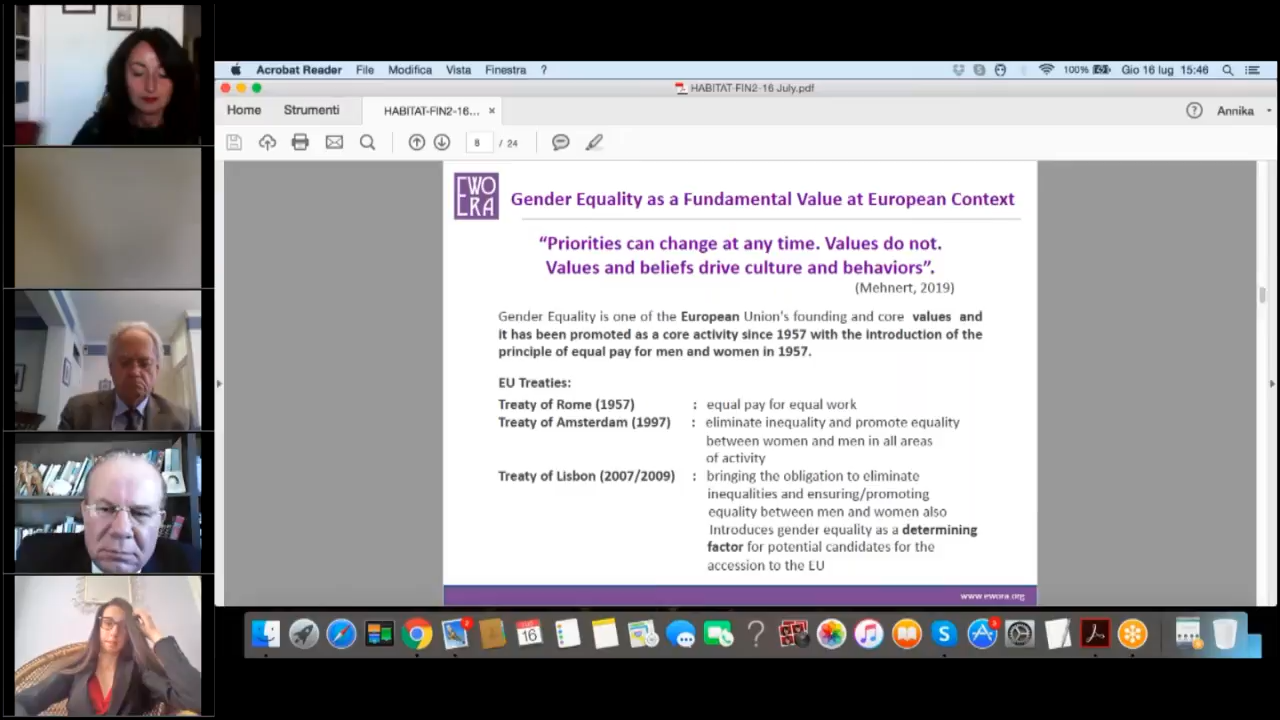 Acrobat Reader File Modifica Vista Finestra ? 100% Gio 16 lug 15:46
HABITAT-FIN2-16 July.pdf
Home Strumenti HABITAT-FIN2-16... × Annika
8 / 24
EWO
ERA
Gender Equality as a Fundamental Value at European Context
“Priorities can change at any time. Values do not.
Values and beliefs drive culture and behaviors”.
(Mehnert, 2019)
Gender Equality is one of the European Union's founding and core values and
it has been promoted as a core activity since 1957 with the introduction of the
principle of equal pay for men and women in 1957.
EU Treaties:
Treaty of Rome (1957) : equal pay for equal work
Treaty of Amsterdam (1997) : eliminate inequality and promote equality
between women and men in all areas
of activity
Treaty of Lisbon (2007/2009) : bringing the obligation to eliminate
inequalities and ensuring/promoting
equality between men and women also
Introduces gender equality as a determining
factor for potential candidates for the
accession to the EU
www.ewora.org
16